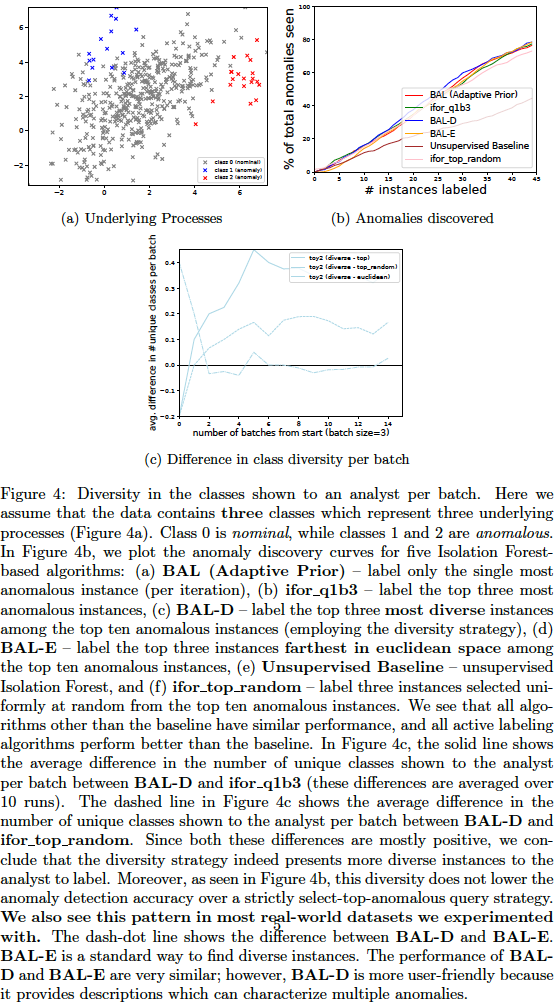 6
4
2
0
−2
−2
0
2
4
6
class 0 (nominal)
class 1 (anomaly)
class 2 (anomaly)
(a) Underlying Processes
% of total anomalies seen
100
80
60
40
20
0
0
5
10
15
20
25
30
35
40
45
# instances labeled
BAL (Adaptive Prior)
ifor_q1b3
BAL-D
BAL-E
Unsupervised Baseline
ifor_top_random
(b) Anomalies discovered
avg. difference in #unique classes per batch
0.4
0.3
0.2
0.1
0.0
−0.1
−0.2
0
2
4
6
8
10
12
14
number of batches from start (batch size=3)
toy2 (diverse - top)
toy2 (diverse - top_random)
toy2 (diverse - euclidean)
(c) Difference in class diversity per batch
Figure 4: Diversity in the classes shown to an analyst per batch. Here we
assume that the data contains three classes which represent three underlying
processes (Figure 4a). Class 0 is nominal, while classes 1 and 2 are anomalous.
In Figure 4b, we plot the anomaly discovery curves for five Isolation Forest-
based algorithms: (a) BAL (Adaptive Prior) – label only the single most
anomalous instance (per iteration), (b) ifor_q1b3 – label the top three most
anomalous instances, (c) BAL-D – label the top three most diverse instances
among the top ten anomalous instances (employing the diversity strategy), (d)
BAL-E – label the top three instances farthest in euclidean space among
the top ten anomalous instances, (e) Unsupervised Baseline – unsupervised
Isolation Forest, and (f) ifor_top_random – label three instances selected uni-
formly at random from the top ten anomalous instances. We see that all algo-
rithms other than the baseline have similar performance, and all active labeling
algorithms perform better than the baseline. In Figure 4c, the solid line shows
the average difference in the number of unique classes shown to the analyst
per batch between BAL-D and ifor_q1b3 (these differences are averaged over
10 runs). The dashed line in Figure 4c shows the average difference in the
number of unique classes shown to the analyst per batch between BAL-D and
ifor_top_random. Since both these differences are mostly positive, we con-
clude that the diversity strategy indeed presents more diverse instances to the
analyst to label. Moreover, as seen in Figure 4b, this diversity does not lower the
anomaly detection accuracy over a strictly select-top-anomalous query strategy.
We also see this pattern in most real-world datasets we experimented
5
with. The dash-dot line shows the difference between BAL-D and BAL-E.
BAL-E is a standard way to find diverse instances. The performance of BAL-
D and BAL-E are very similar; however, BAL-D is more user-friendly because
it provides descriptions which can characterize multiple anomalies.